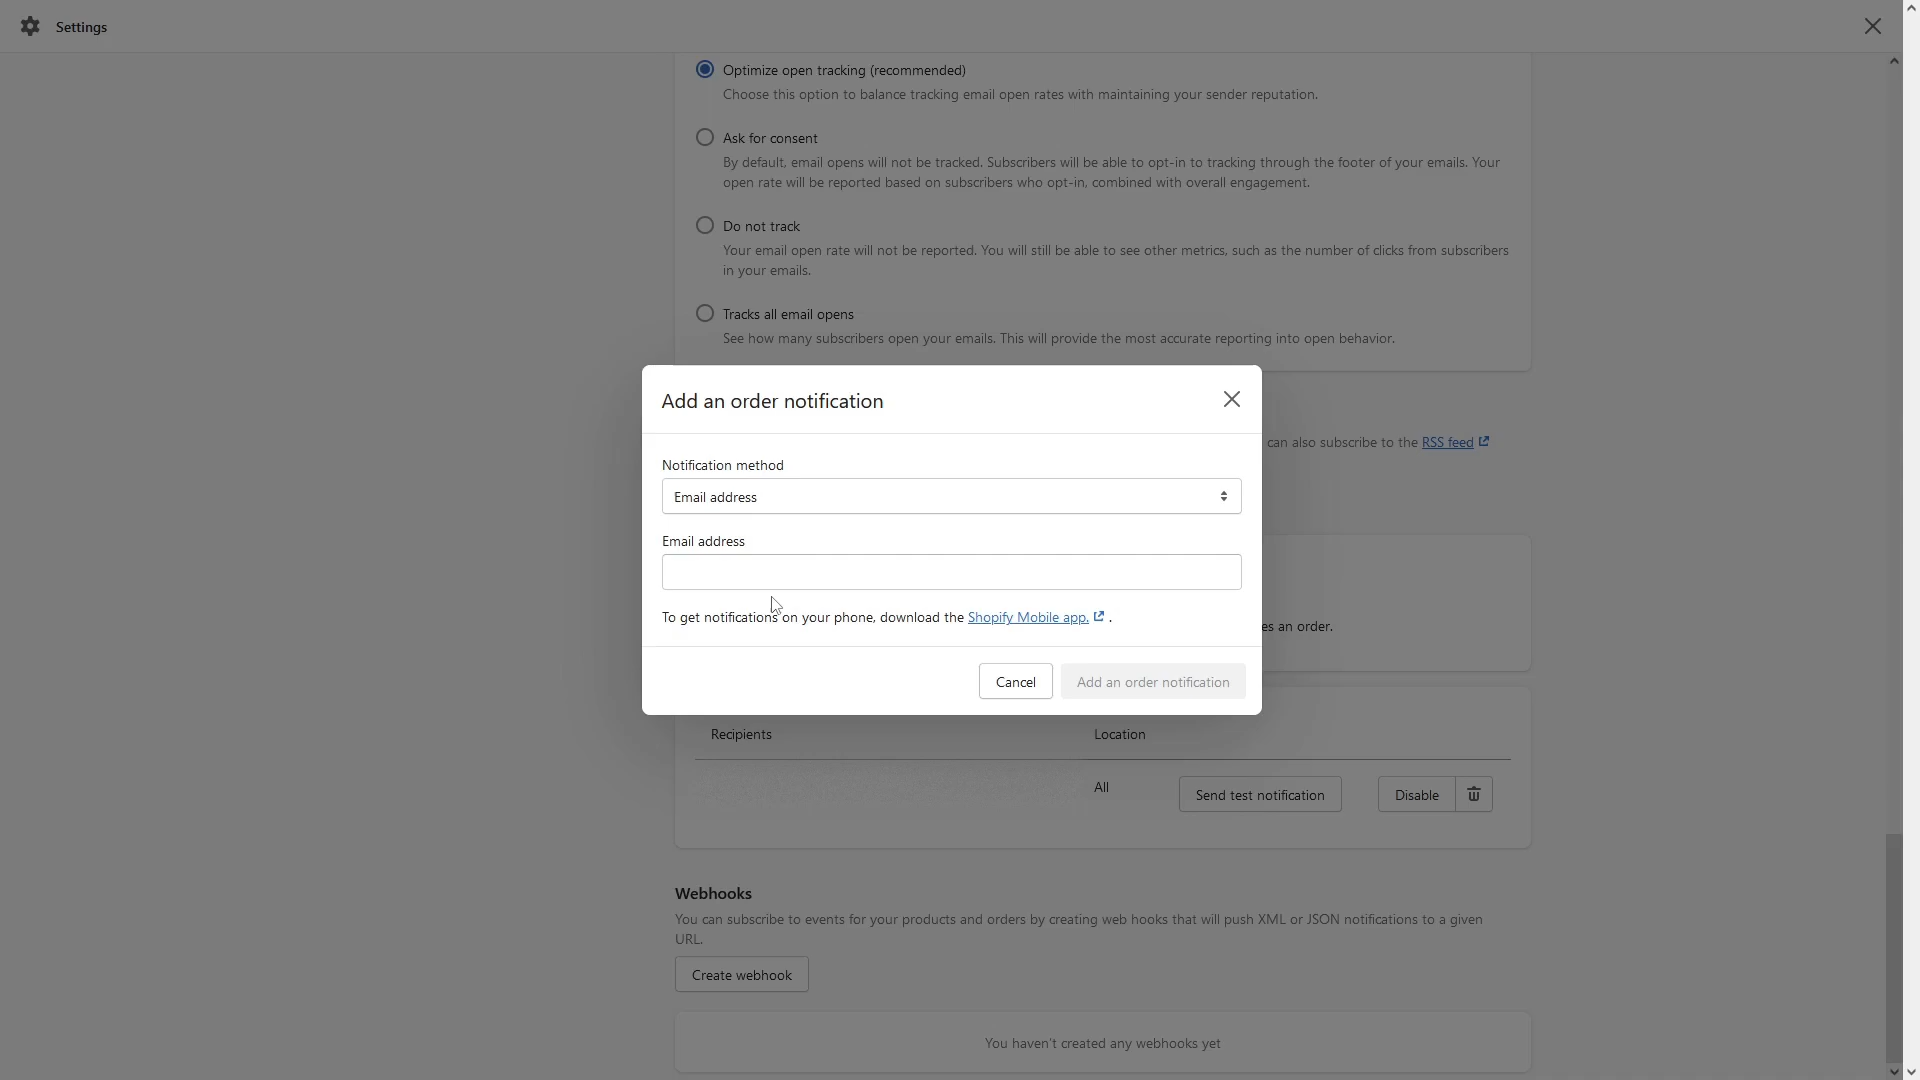 Settings
Optimize open tracking (recommended)
Choose this option to balance tracking email open rates with maintaining your sender reputation.
Ask for consent
By default, email opens will not be tracked. Subscribers will be able to opt-in to tracking through the footer of your emails. Your
open rate will be reported based on subscribers who opt-in, combined with overall engagement.
Do not track
Your email open rate will not be reported. You will still be able to see other metrics, such as the number of clicks from subscribers
in your emails.
Tracks all email opens
See how many subscribers open your emails. This will provide the most accurate reporting into open behavior.
Add an order notification
can also subscribe to the RSS feed
Notification method
Email address
Email address
To get notifications on your phone, download the Shopify Mobile app. .
es an order.
Cancel
Add an order notification
Recipients
Location
All
Send test notification
Disable
Webhooks
You can subscribe to events for your products and orders by creating web hooks that will push XML or JSON notifications to a given
URL.
Create webhook
You haven't created any webhooks yet